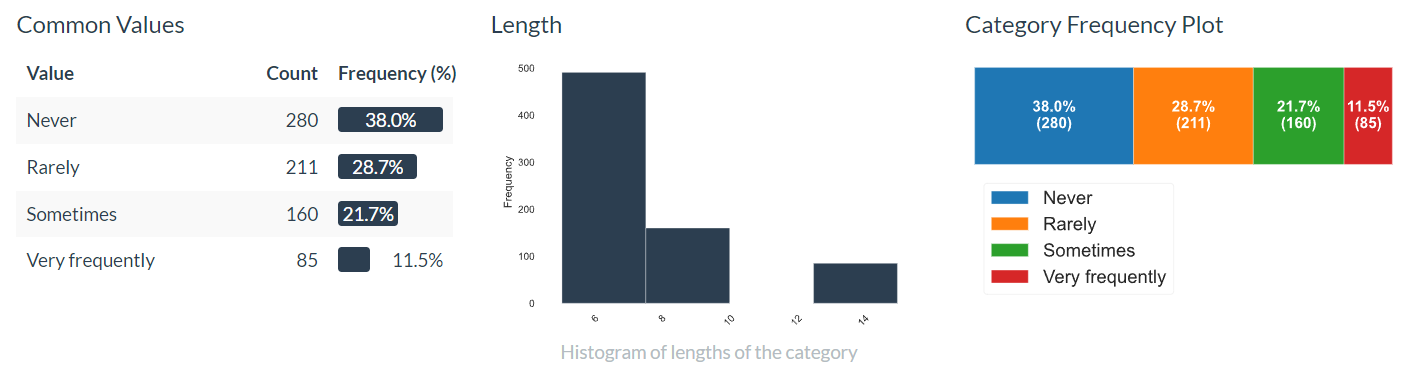 Common Values
Value Count Frequency (%)
Never 280 38.0%
Rarely 211 28.7%
Sometimes 160 21.7%
Very frequently 85 11.5%
Length
500
400
300
200
100
0
Frequency
6 8 10 12 14
Histogram of lengths of the category
Category Frequency Plot
38.0% 28.7% 21.7% 11.5%
(280) (211) (160) (85)
Never
Rarely
Sometimes
Very frequently